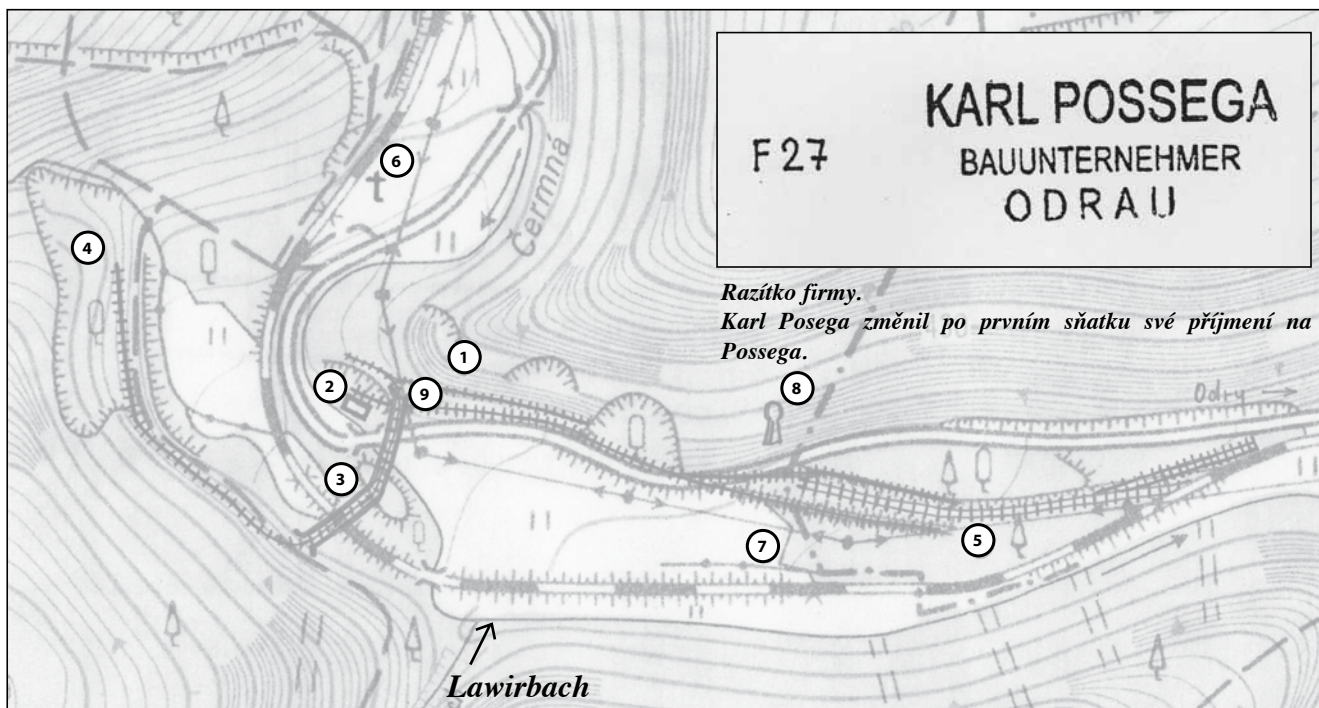 F 27
KARL POSSEGA
BAUUNTERNEHMER
ODRAU
Razítko firmy.
Karl Posega změnil po prvním sňatku své příjmení na
Possega.
6
Čermná
4
1
2
9
8
Odry
3
7
5
Lawirbach